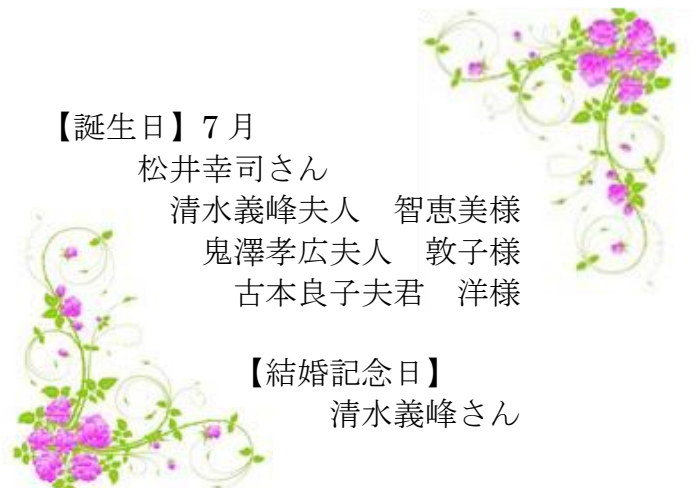 【誕生日】7月
松井幸司さん
清水義峰夫人　智恵美様
鬼澤孝広夫人　敦子様
古本良子夫君　洋様
【結婚記念日】
清水義峰さん